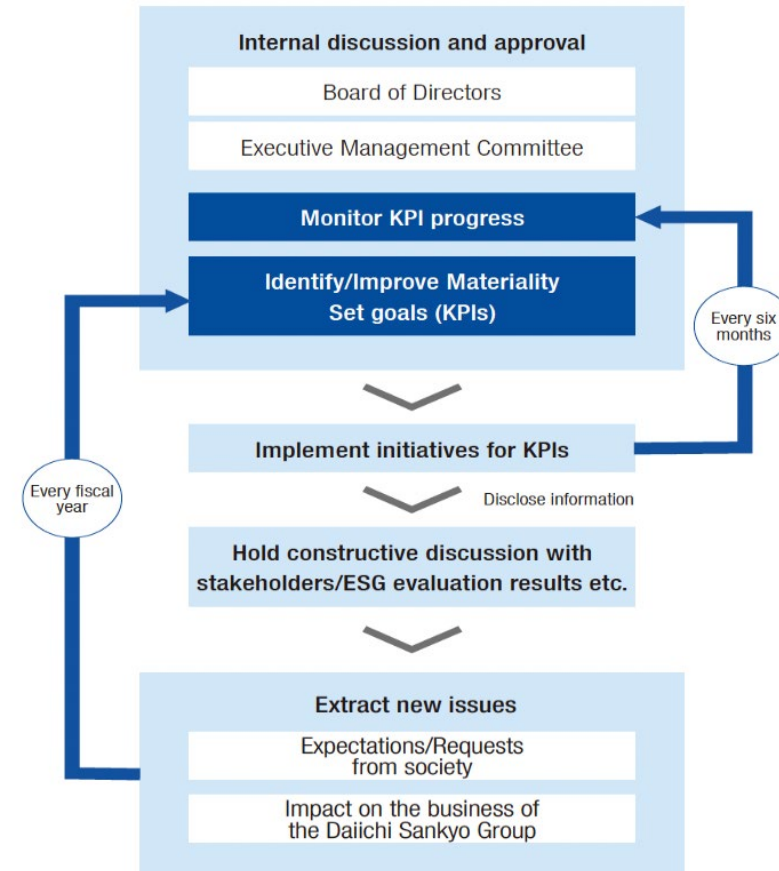 Internal discussion and approval
Board of Directors
Executive Management Committee
Monitor KPI progress
Identify/Improve Materiality
Set goals (KPIs)
Every six
months
Implement initiatives for KPIs
Every fiscal
year
Disclose information
Hold constructive discussion with
stakeholders/ESG evaluation results etc.
Extract new issues
Expectations/Requests
from society
Impact on the business of
the Daiichi Sankyo Group